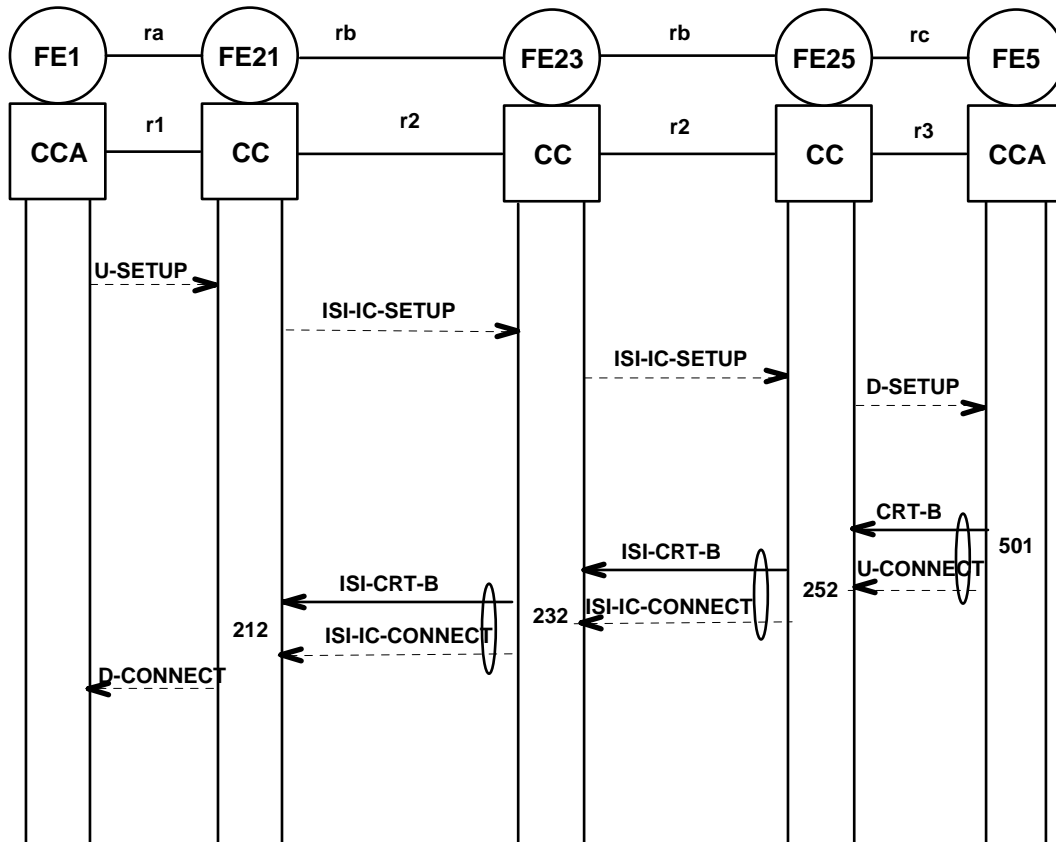 ra rb rb rc
FE1 FE21 FE23 FE25 FE5
r1 r2 r2 r3
CCA CC CC CC CCA
U-SETUP
ISI-IC-SETUP
ISI-IC-SETUP
D-SETUP
CRT-B
501
ISI-CRT-B
U-CONNECT
ISI-CRT-B
252
ISI-IC-CONNECT
232
212
ISI-IC-CONNECT
D-CONNECT